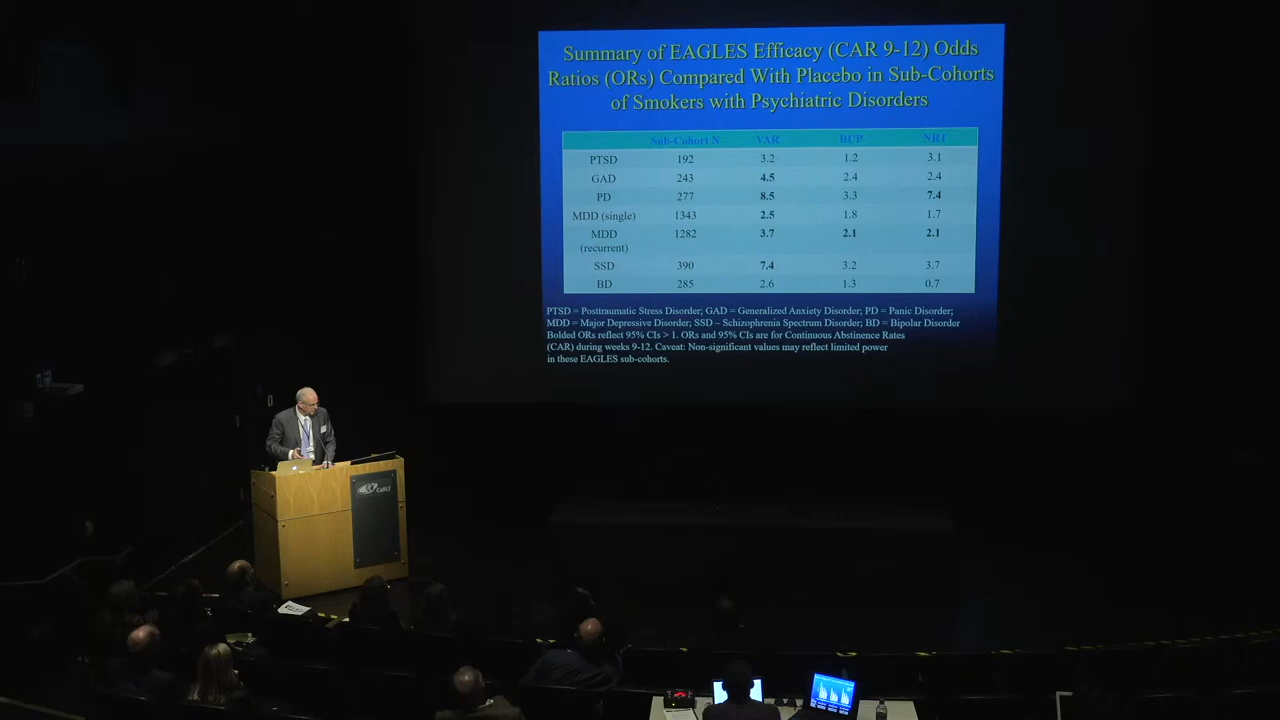 Summary of EAGLES Efficacy (CAR 9-12) Odds
Ratios (ORs) Compared With Placebo in Sub-Cohorts
of Smokers with Psychiatric Disorders
Sub-Cohort N VAR BUP NRT
PTSD 192 3.2 1.2 3.1
GAD 243 4.5 2.4 2.4
PD 277 8.5 3.3 7.4
MDD (single) 1343 2.5 1.8 1.7
MDD 1282 3.7 2.1 2.1
(recurrent)
SSD 390 7.4 3.2 3.7
BD 285 2.6 1.3 0.7
PTSD = Posttraumatic Stress Disorder; GAD = Generalized Anxiety Disorder; PD = Panic Disorder;
MDD = Major Depressive Disorder; SSD – Schizophrenia Spectrum Disorder; BD = Bipolar Disorder
Bolded ORs reflect 95% CIs > 1. ORs and 95% CIs are for Continuous Abstinence Rates
(CAR) during weeks 9-12. Caveat: Non-significant values may reflect limited power
in these EAGLES sub-cohorts.